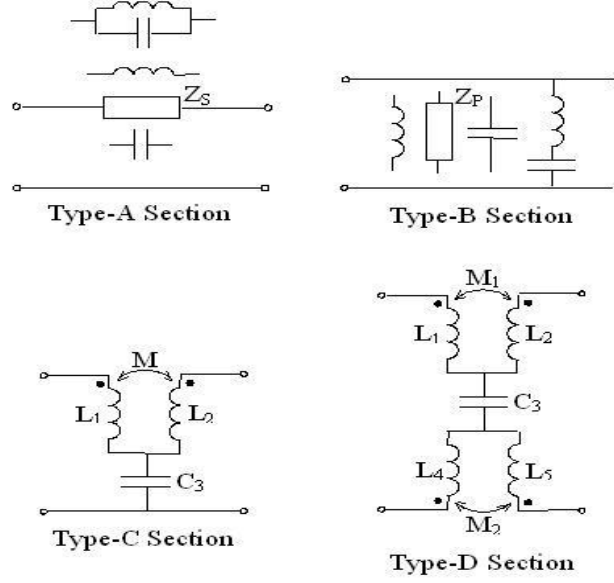 Z_S
Type-A Section
Z_P
Type-B Section
M
L_1
L_2
C_3
Type-C Section
M_1
L_1
L_2
C_3
L_4
L_5
M_2
Type-D Section